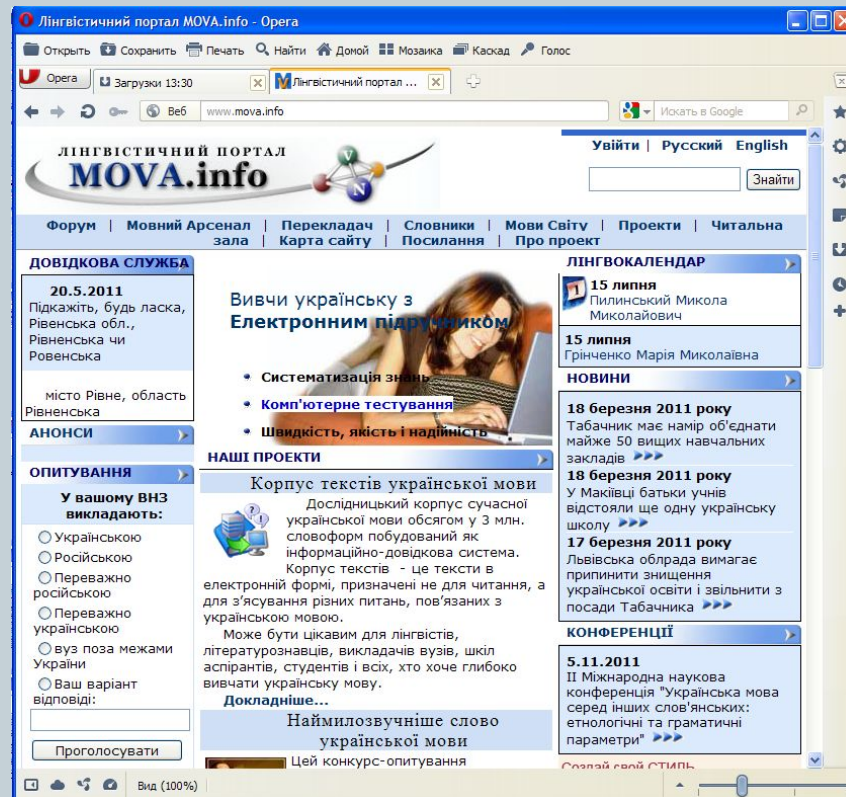 Лінгвістичний портал MOVA.info - Opera
Открыть Сохранить Печать Найти Домой Мозаика Каскад Голос
Opera Загрузки 13:30 Лінгвістичний портал ...
Веб www.mova.info Искать в Google
ЛІНГВІСТИЧНИЙ ПОРТАЛ
MOVA.info
V
N
Увійти | Русский English
Знайти
Форум | Мовний Арсенал | Перекладач | Словники | Мови Світу | Проекти | Читальна
зала | Карта сайту | Посилання | Про проект
ДОВІДКОВА СЛУЖБА
20.5.2011
Підкажіть, будь ласка,
Рівенська обл.,
Рівненська чи
Ровенська
місто Рівне, область
Рівненська
АНОНСИ
ОПИТУВАННЯ
У вашому ВНЗ
викладають:
Українською
Російською
Переважно
російською
Переважно
українською
вуз поза межами
України
Ваш варіант
відповіді:
Проголосувати
Вивчи українську з
Електронним підручником
• Систематизація знань
• Комп'ютерне тестування
• Швидкість, якість і надійність
НАШІ ПРОЕКТИ
Корпус текстів української мови
Дослідницький корпус сучасної
української мови обсягом у 3 млн.
словоформ побудований як
інформаційно-довідкова система.
Корпус текстів - це тексти в
електронній формі, призначені не для читання, а
для з’ясування різних питань, пов’язаних з
українською мовою.
Може бути цікавим для лінгвістів,
літературознавців, викладачів вузів, шкіл
аспірантів, студентів і всіх, хто хоче глибоко
вивчати українську мову.
Докладніше...
Наймилозвучніше слово
української мови
Цей конкурс-опитування
ЛІНГВОКАЛЕНДАР
15 липня
Пилинський Микола
Миколайович
15 липня
Грінченко Марія Миколаївна
НОВИНИ
18 березня 2011 року
Табачник має намір об'єднати
майже 50 вищих навчальних
закладів
18 березня 2011 року
У Макіївці батьки учнів
відстояли ще одну українську
школу
17 березня 2011 року
Львівська облрада вимагає
припинити знищення
української освіти і звільнити з
посади Табачника
КОНФЕРЕНЦІЇ
5.11.2011
ІІ Міжнародна наукова
конференція "Українська мова
серед інших слов'янських:
етнологічні та граматичні
параметри"
Создай свой СТИЛЬ
Вид (100%)